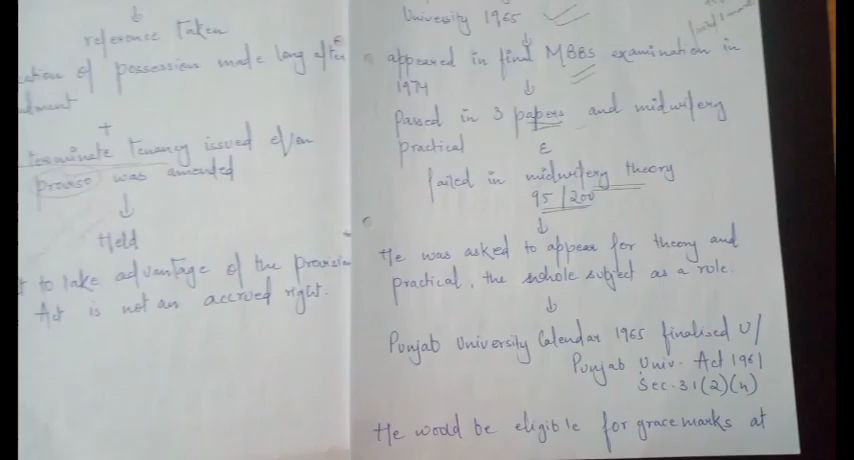 reference taken
of possession made long after
+
terminate tenancy issued even
proviso was amended
Held
to take advantage of the provision
Act is not an accrued right.
University 1965
appeared in final MBBS examination in
1974
Passed in 3 papers and midwifery
practical
&
failed in midwifery theory
95/200
He was asked to appear for theory and
practical, the whole subject as a rule.
Punjab University Calendar 1965 finalised U/
Punjab Univ. Act 1961
Sec. 31(2)(h)
He would be eligible for grace marks at